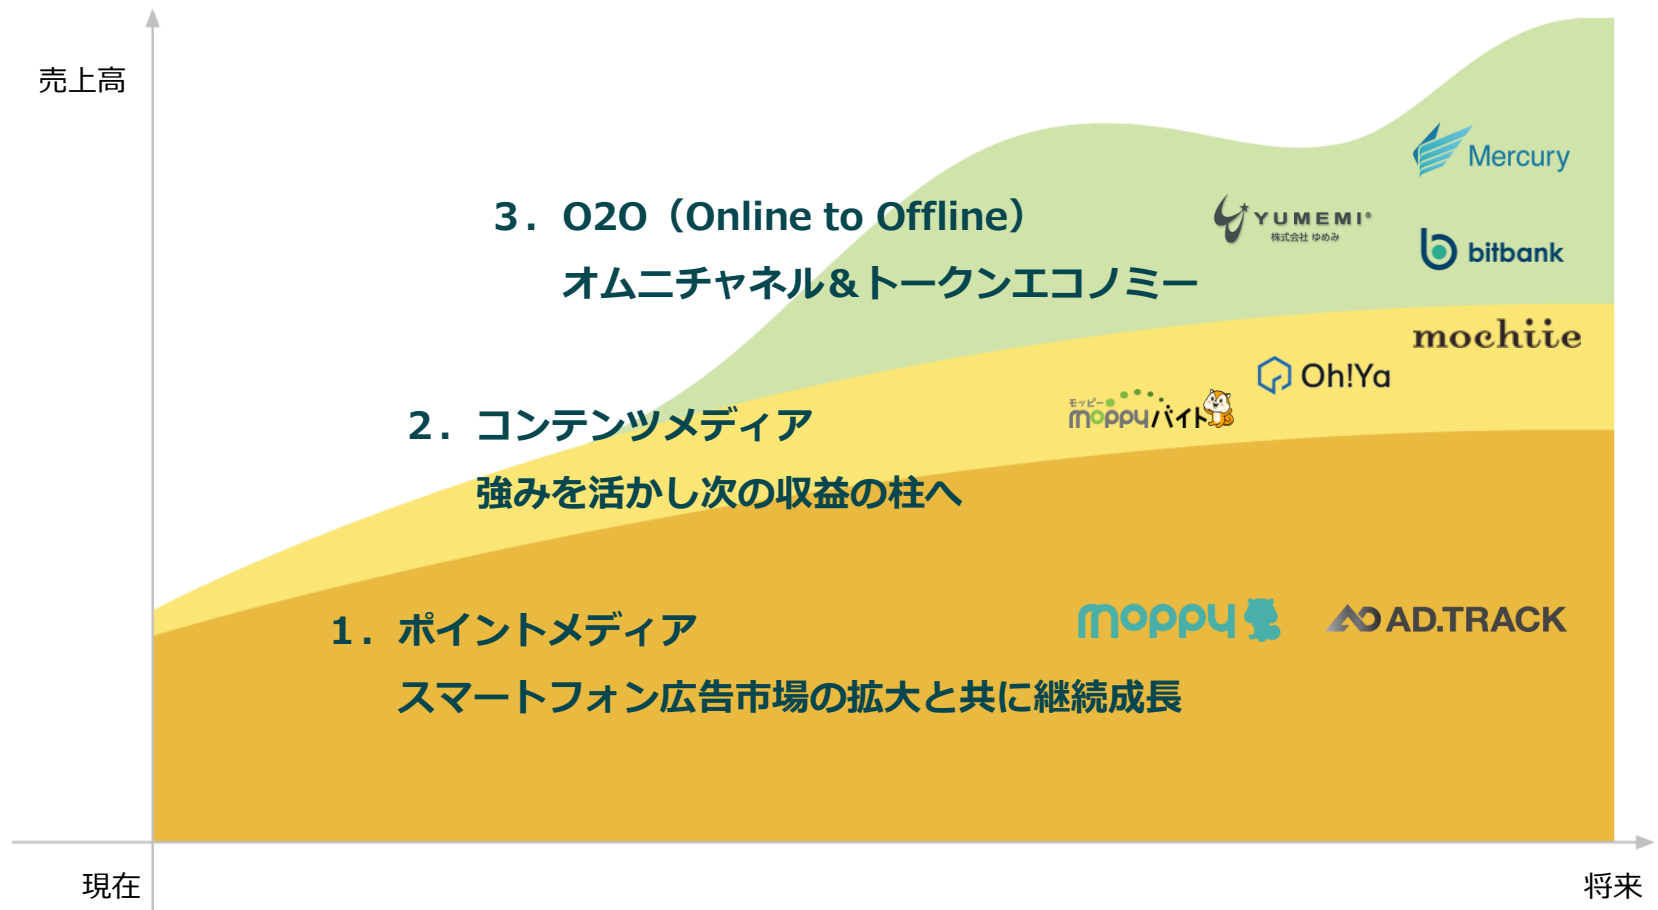 売上高
Mercury
3．O2O（Online to Offline）
YUMEMI®
株式会社 ゆめみ
bitbank
オムニチャネル＆トークンエコノミー
mochiie
Oh!Ya
モッピー
moppyバイト
2．コンテンツメディア
強みを活かし次の収益の柱へ
1．ポイントメディア
moppy
AD.TRACK
スマートフォン広告市場の拡大と共に継続成長
現在
将来